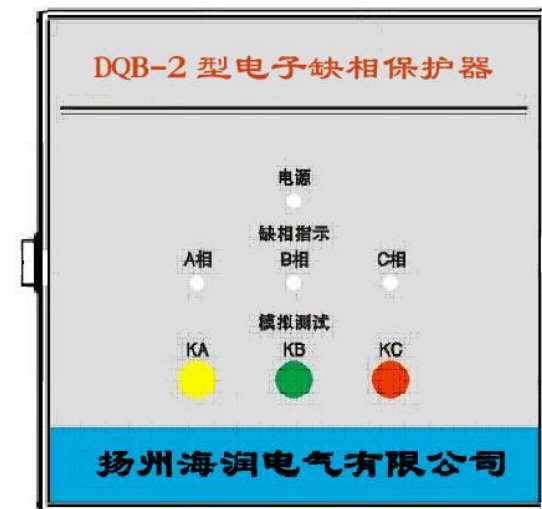 DQB-2 型电子缺相保护器
电源
缺相指示
A相 B相 C相
模拟测试
KA KB KC
扬州海润电气有限公司